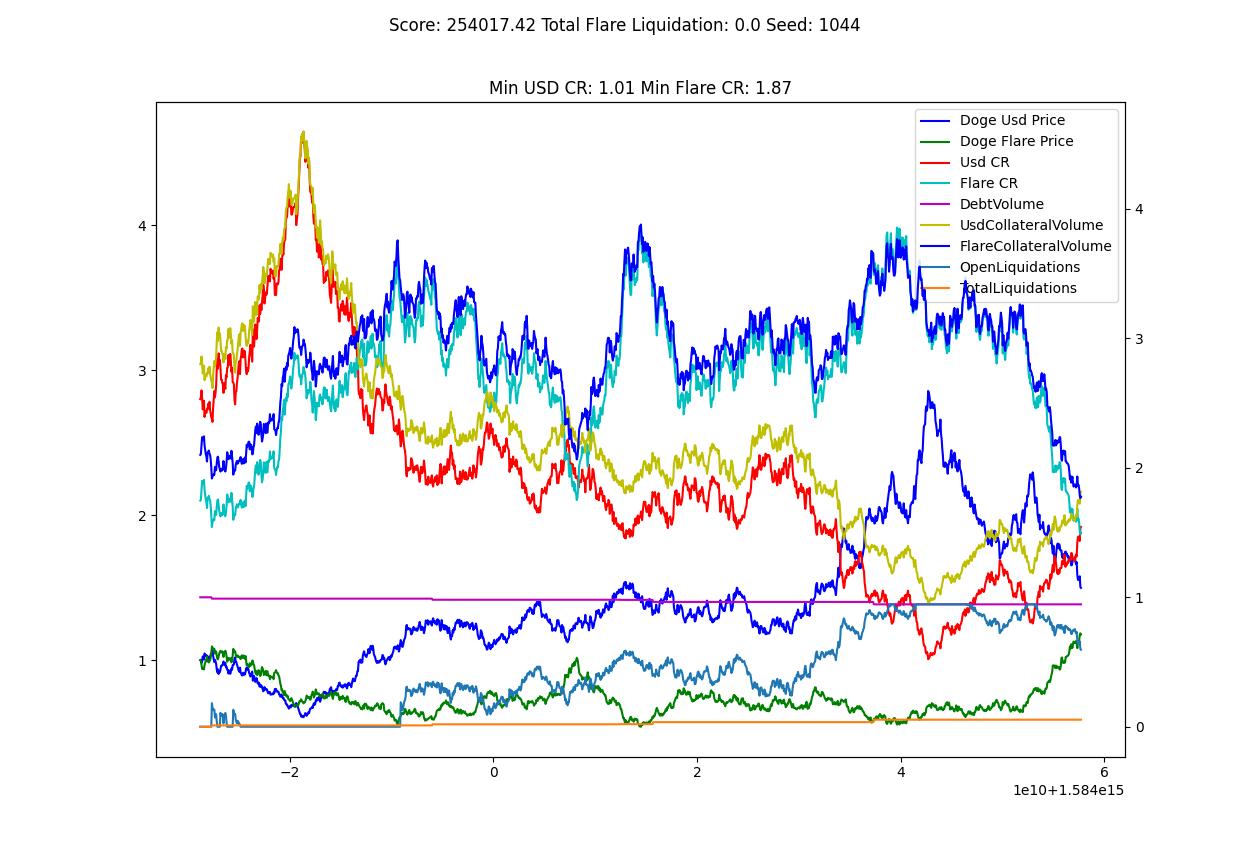 Score: 254017.42 Total Flare Liquidation: 0.0 Seed: 1044
Min USD CR: 1.01 Min Flare CR: 1.87
Doge Usd Price
Doge Flare Price
Usd CR
Flare CR
DebtVolume
UsdCollateralVolume
FlareCollateralVolume
OpenLiquidations
TotalLiquidations
4
3
2
1
4
3
2
1
0
−2
0
2
4
6
1e10+1.584e15